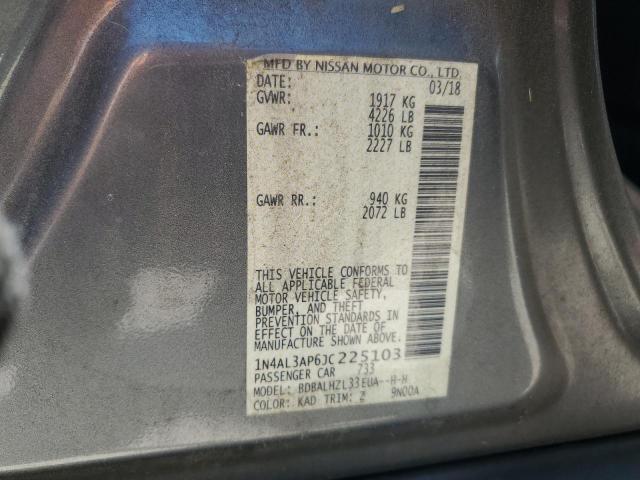 MFD BY NISSAN MOTOR CO., LTD.
DATE: 03/18
GVWR: 1917 KG
4226 LB
GAWR FR.: 1010 KG
2227 LB
GAWR RR.: 940 KG
2072 LB
THIS VEHICLE CONFORMS TO
ALL APPLICABLE FEDERAL
MOTOR VEHICLE SAFETY,
BUMPER, AND THEFT
PREVENTION STANDARDS IN
EFFECT ON THE DATE OF
MANUFACTURE SHOWN ABOVE.
1N4AL3AP6JC225103
PASSENGER CAR 733
MODEL: BDBALHZL33EUA--H-H
COLOR: KAD TRIM: Z 9N00A